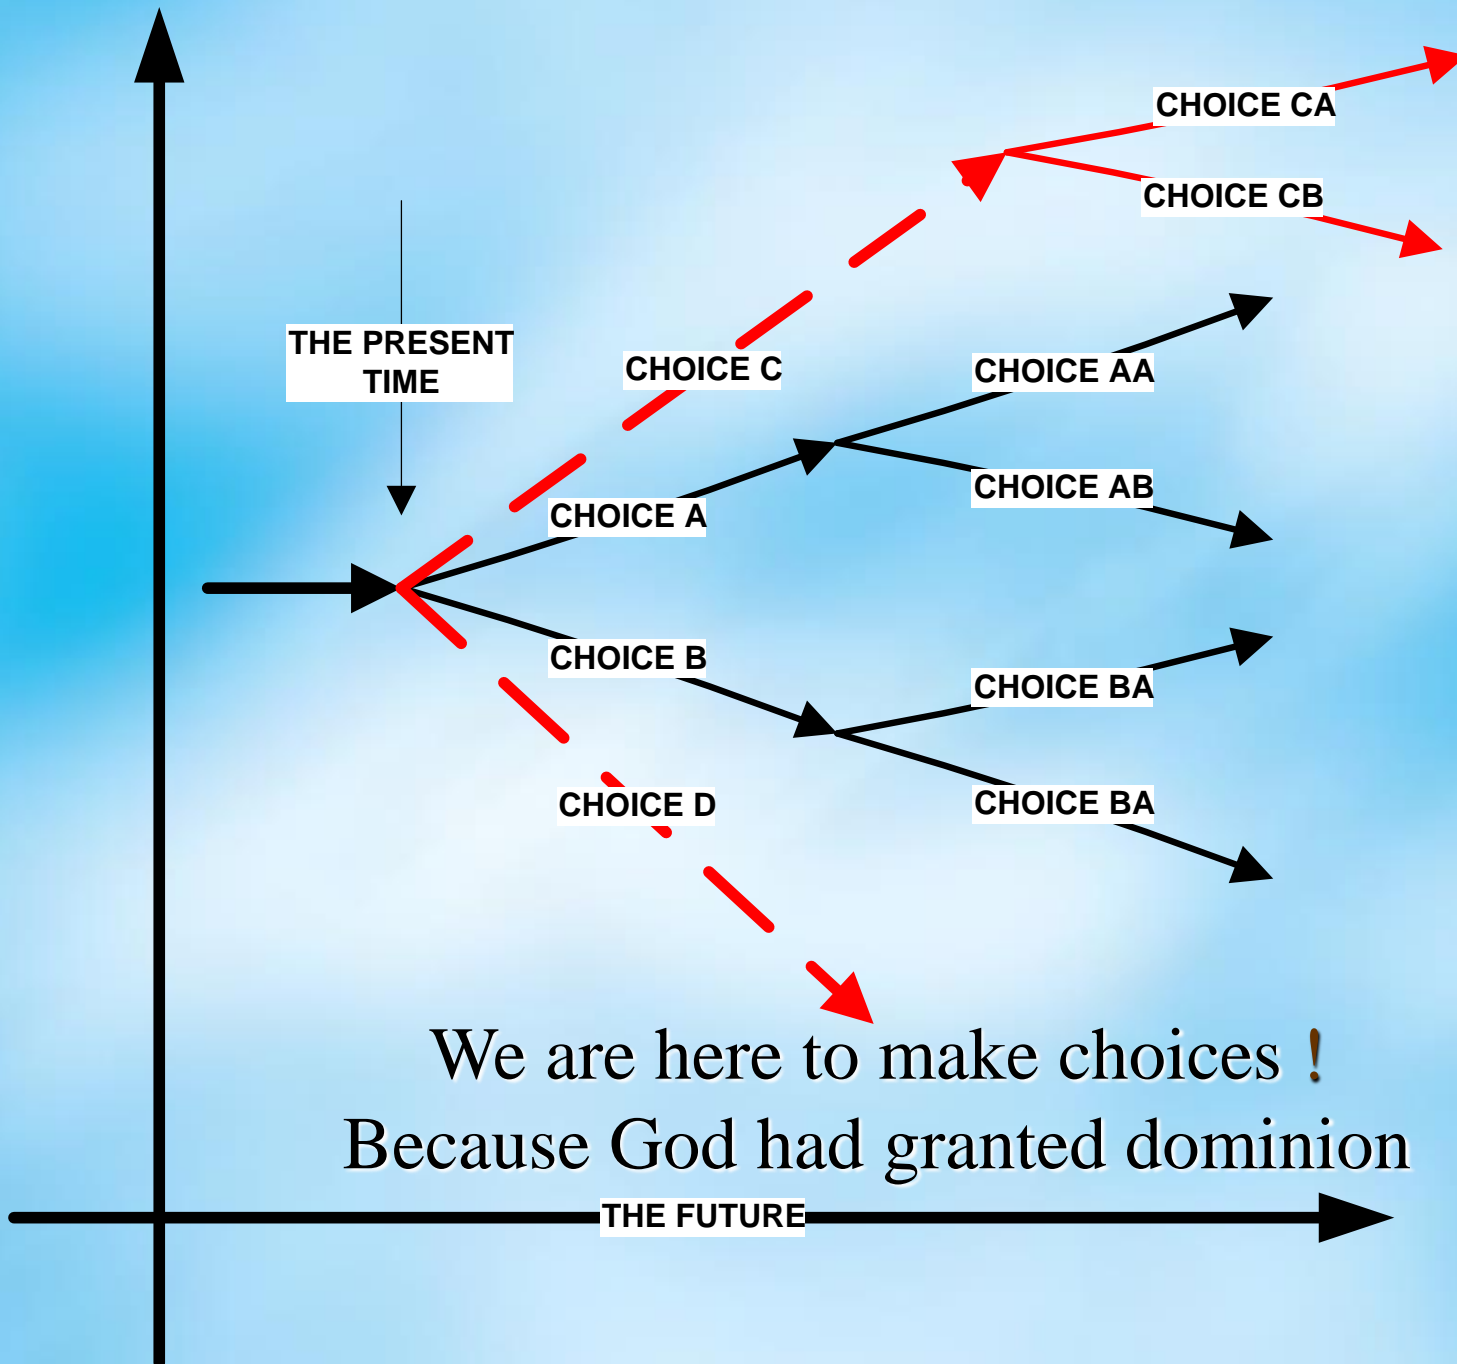 CHOICE CA
CHOICE CB
THE PRESENT
TIME
CHOICE C
CHOICE AA
CHOICE AB
CHOICE A
CHOICE B
CHOICE BA
CHOICE D
CHOICE BA
We are here to make choices !
Because God had granted dominion
THE FUTURE